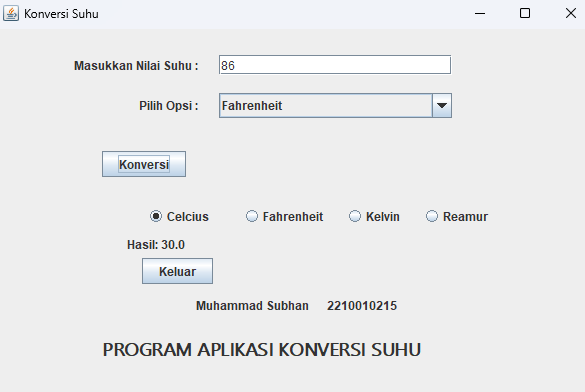 Konversi Suhu
Masukkan Nilai Suhu : 86
Pilih Opsi : Fahrenheit
Konversi
Celcius Fahrenheit Kelvin Reamur
Hasil: 30.0
Keluar
Muhammad Subhan 2210010215
PROGRAM APLIKASI KONVERSI SUHU